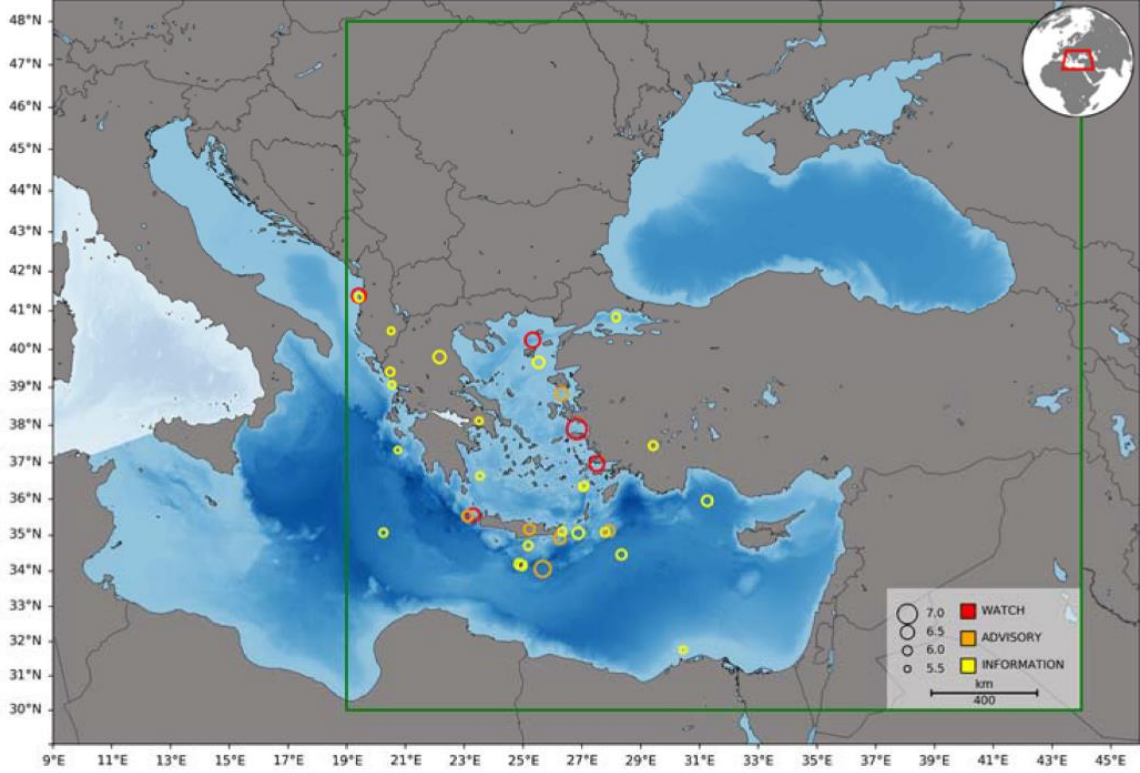 48°N
47°N
46°N
45°N
44°N
43°N
42°N
41°N
40°N
39°N
38°N
37°N
36°N
35°N
34°N
33°N
32°N
31°N
30°N
7.0 WATCH
6.5
6.0 ADVISORY
5.5 INFORMATION
km
400
9°E 11°E 13°E 15°E 17°E 19°E 21°E 23°E 25°E 27°E 29°E 31°E 33°E 35°E 37°E 39°E 41°E 43°E 45°E